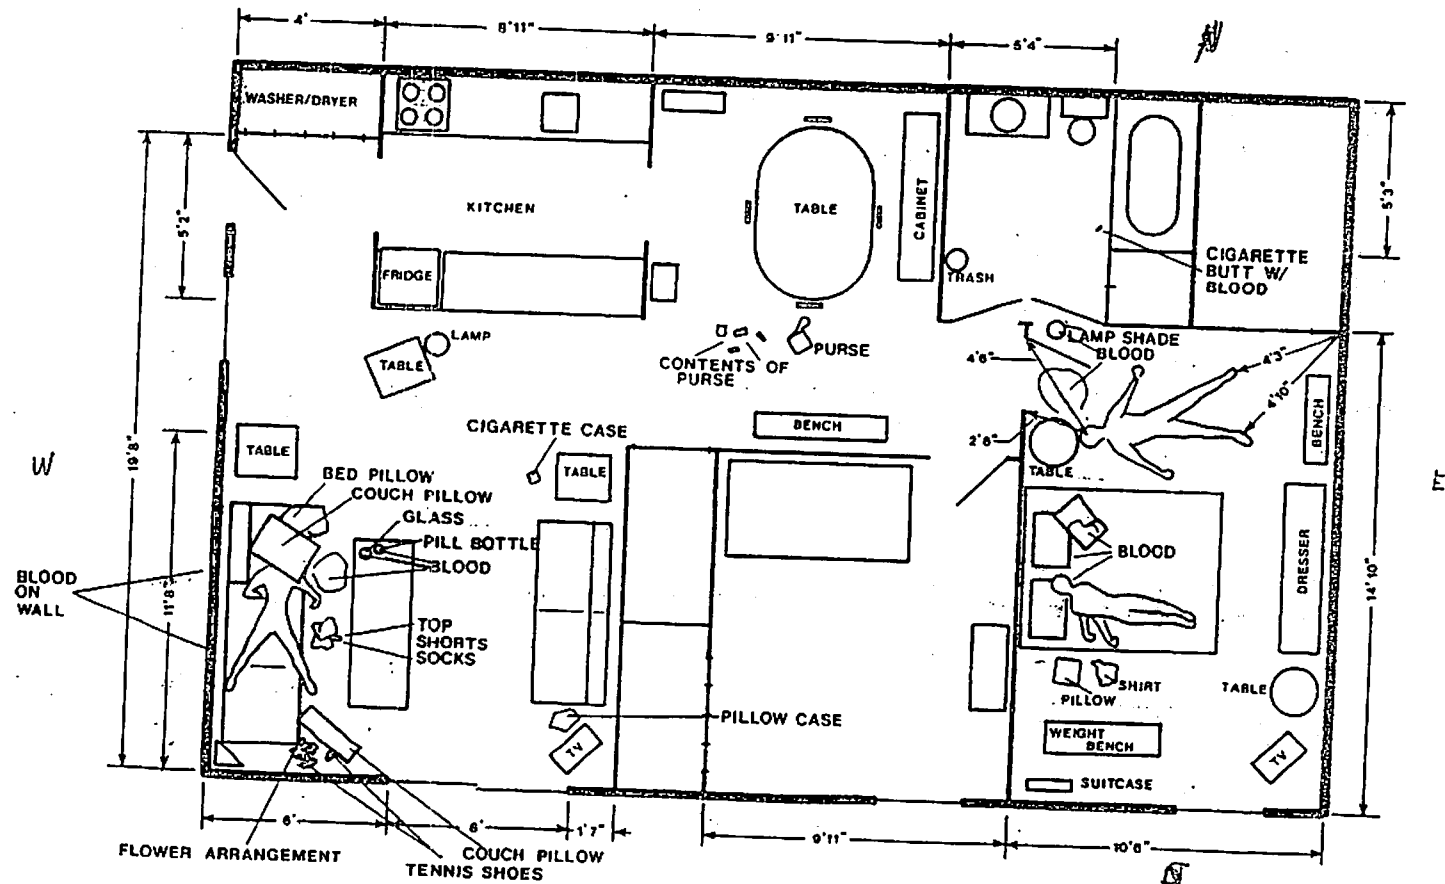 4'
8'11"
9'11"
5'4"
N
WASHER/DRYER
KITCHEN
TABLE
CABINET
5'2"
5'3"
FRIDGE
TRASH
CIGARETTE
BUTT W/
BLOOD
LAMP
TABLE
CONTENTS OF
PURSE
PURSE
LAMP SHADE
BLOOD
4'6"
4'3"
4'10"
BENCH
W
19'8"
CIGARETTE CASE
BENCH
2'6"
TABLE
TABLE
TABLE
BED PILLOW
COUCH PILLOW
GLASS
PILL BOTTLE
BLOOD
BLOOD
DRESSER
14'10"
BLOOD
ON
WALL
11'8"
TOP
SHORTS
SOCKS
PILLOW
SHIRT
TABLE
PILLOW CASE
TV
WEIGHT
BENCH
TV
SUITCASE
6'
6'
1'7"
9'11"
10'6"
FLOWER ARRANGEMENT
COUCH PILLOW
TENNIS SHOES